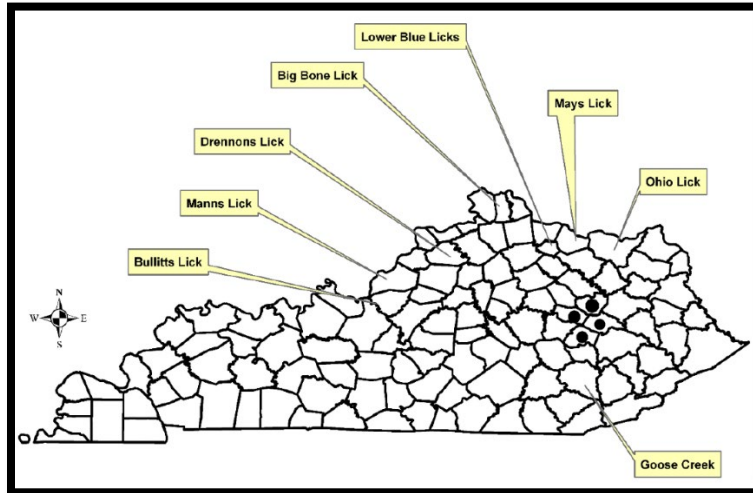 Lower Blue Licks
Big Bone Lick
Mays Lick
Drennons Lick
Ohio Lick
Manns Lick
Bullitts Lick
N
W E
S
Goose Creek